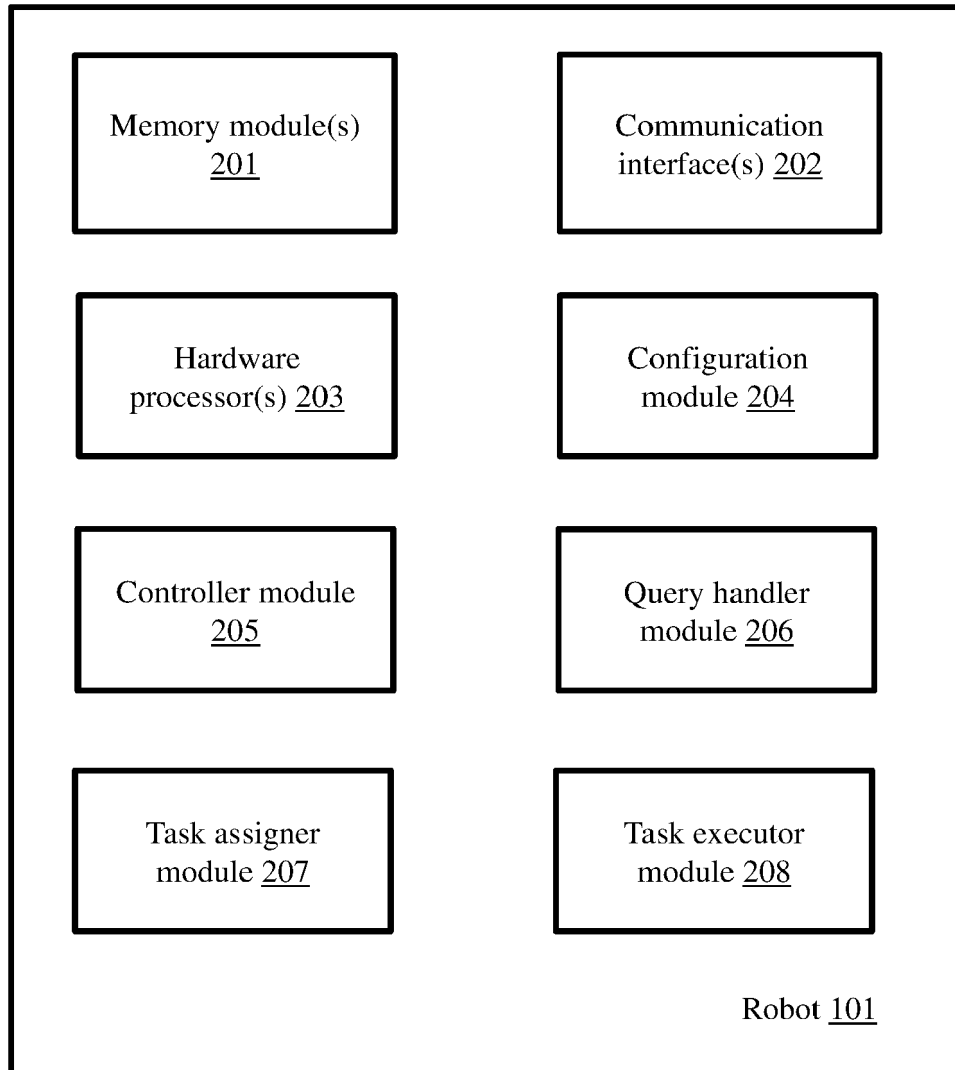 Memory module(s)
201
Communication
interface(s) 202
Hardware
processor(s) 203
Configuration
module 204
Controller module
205
Query handler
module 206
Task assigner
module 207
Task executor
module 208
Robot 101